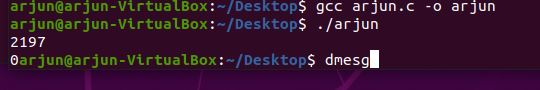 arjun@arjun-VirtualBox:~/Desktop$ gcc arjun.c -o arjun
arjun@arjun-VirtualBox:~/Desktop$ ./arjun
2197
0arjun@arjun-VirtualBox:~/Desktop$ dmesg